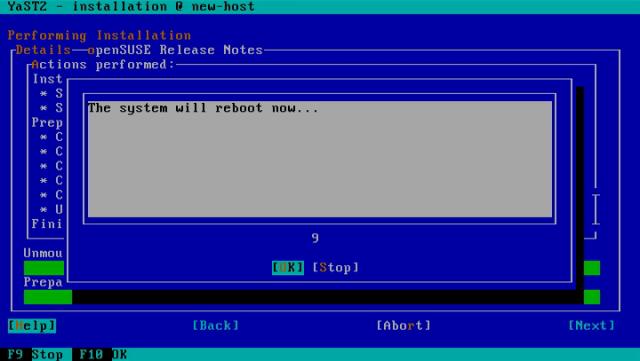 YaST2 - installation @ new-host
Performing Installation
Details openSUSE Release Notes
Actions performed:
Inst
* S
* S
Prep
* C
* C
* C
* C
* C
* U
Fini
The system will reboot now...
9
[OK] [Stop]
Unmou
Prepa
[Help] [Back] [Abort] [Next]
F9 Stop F10 OK